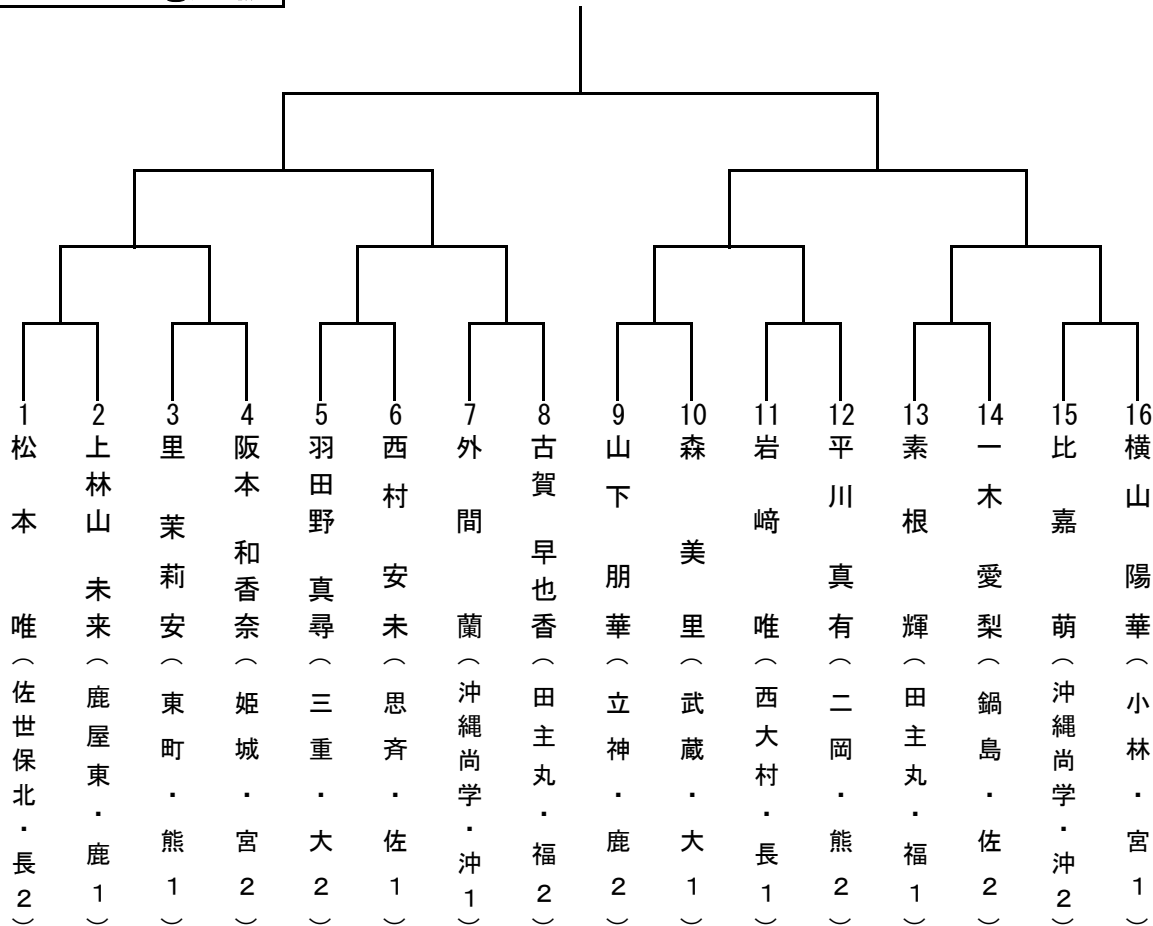 1 松本 唯（佐世保北・長2）
2 上林山 未来（鹿屋東・鹿1）
3 里 茉莉安（東町・熊1）
4 阪本 和香奈（姫城・宮2）
5 羽田野 真尋（三重・大2）
6 西村 安未（思斉・佐1）
7 外間 蘭（沖縄尚学・沖1）
8 古賀 早也香（田主丸・福2）
9 山下 朋華（立神・鹿2）
10 森 美里（武蔵・大1）
11 岩﨑 唯（西大村・長1）
12 平川 真有（二岡・熊2）
13 素根 輝（田主丸・福1）
14 一木 愛梨（鍋島・佐2）
15 比嘉 萌（沖縄尚学・沖2）
16 横山 陽華（小林・宮1）